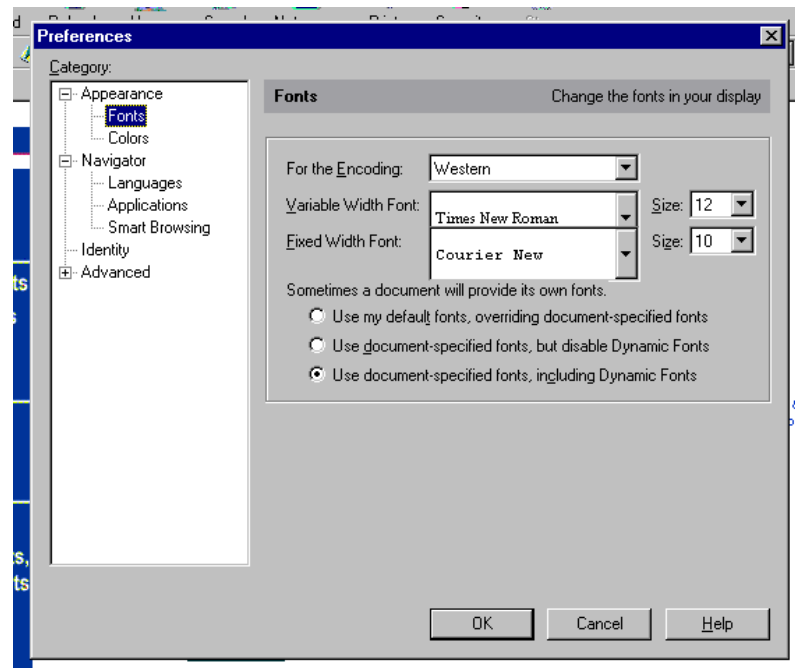 Preferences
Category:
Appearance
Fonts
Colors
Navigator
Languages
Applications
Smart Browsing
Identity
Advanced
Fonts Change the fonts in your display
For the Encoding: Western
Variable Width Font: Times New Roman Size: 12
Fixed Width Font: Courier New Size: 10
Sometimes a document will provide its own fonts.
Use my default fonts, overriding document-specified fonts
Use document-specified fonts, but disable Dynamic Fonts
Use document-specified fonts, including Dynamic Fonts
OK Cancel Help